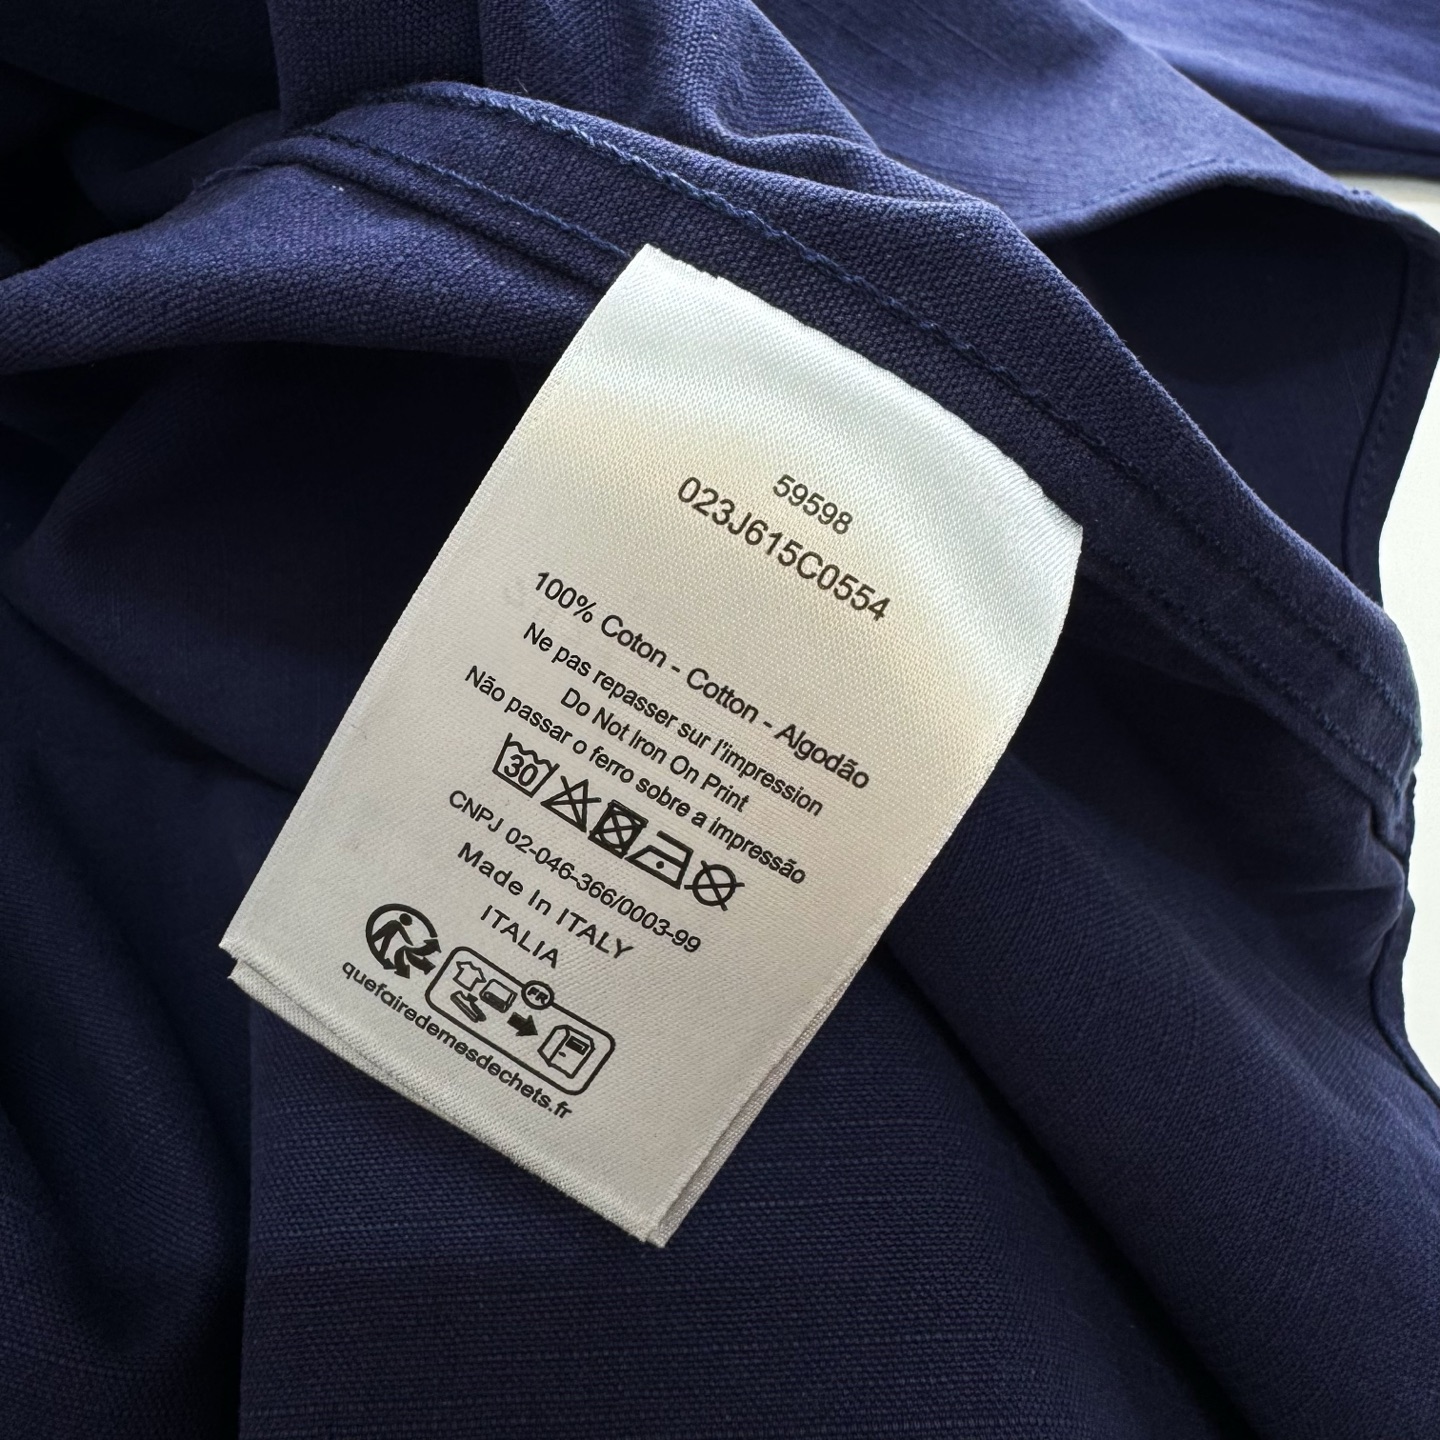 59598
023J615C0554
100% Coton - Cotton - Algodão
Ne pas repasser sur l'impression
Do Not Iron On Print
Não passar o ferro sobre a impressão
30
CNPJ 02-046-366/0003-99
Made In ITALY
ITALIA
FR
quefairedemesdechets.fr